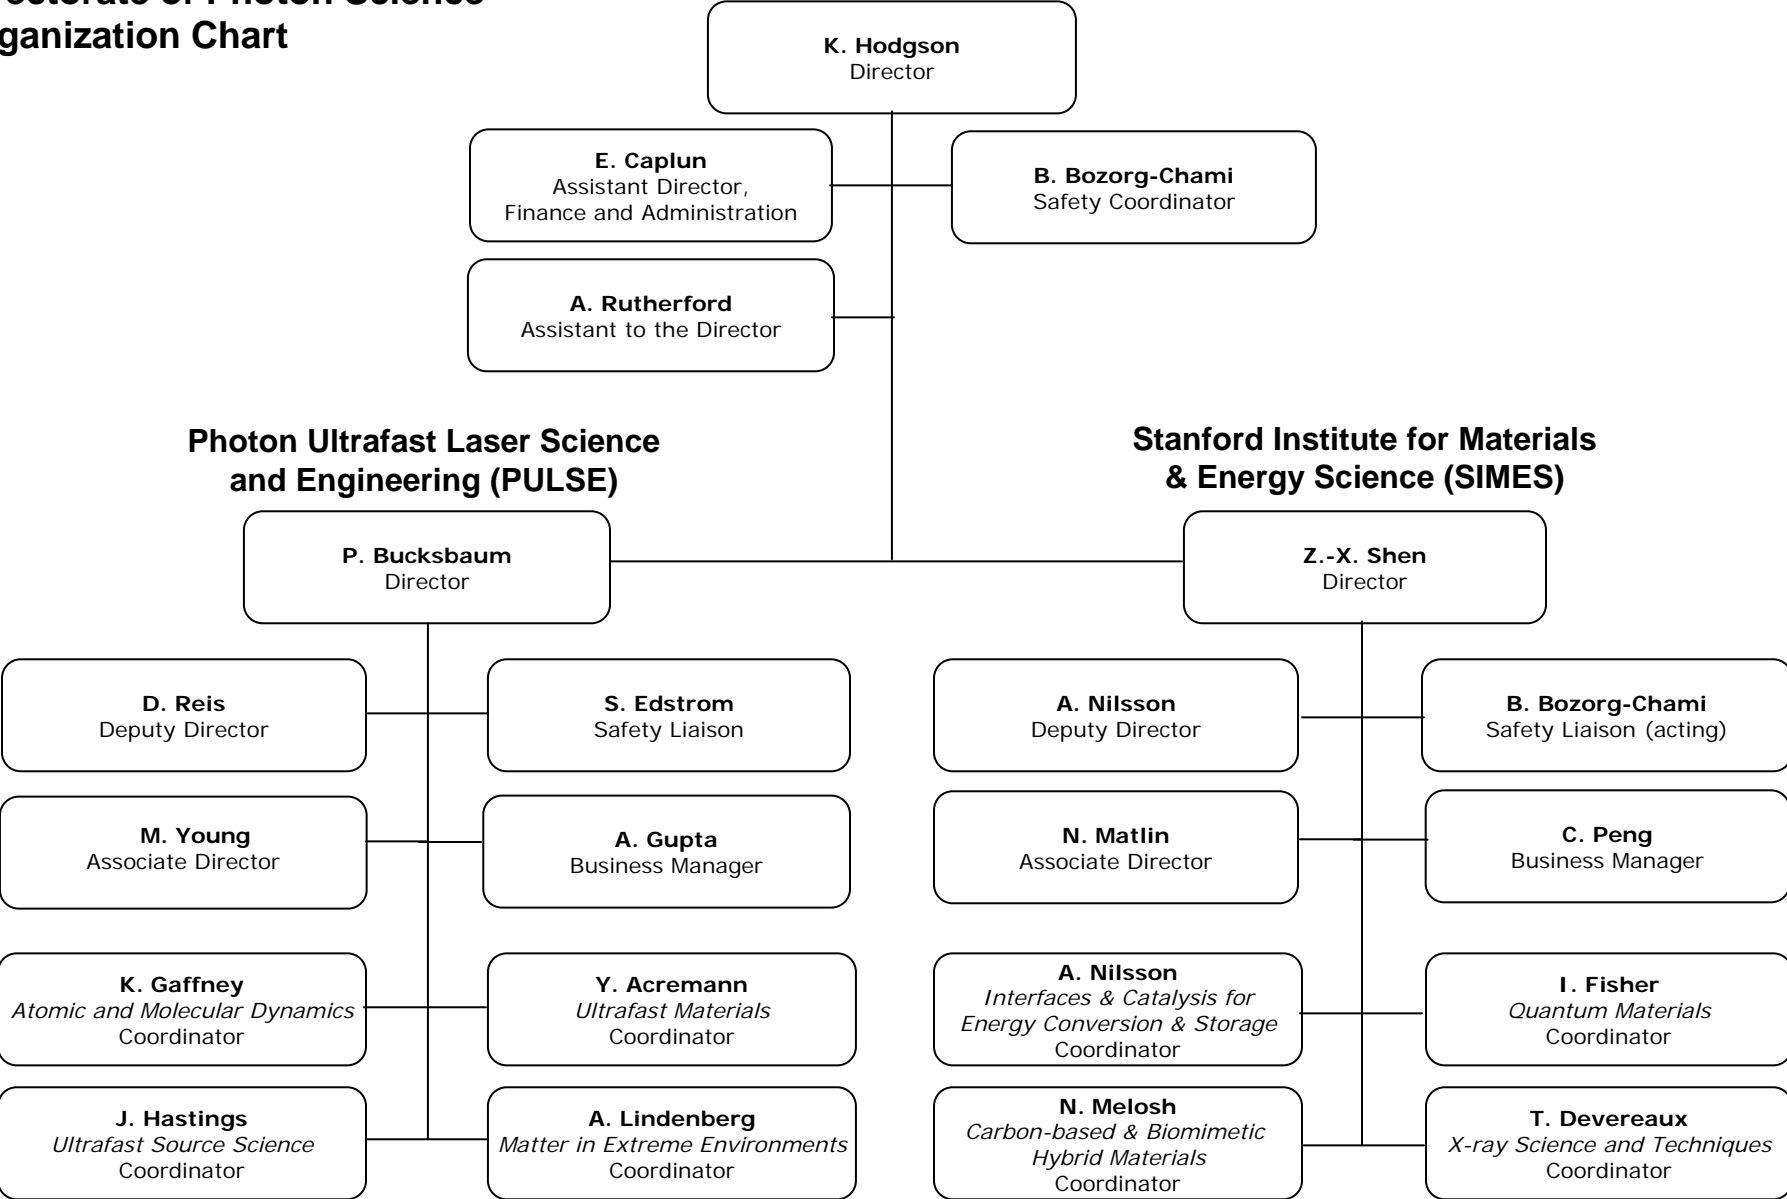 Photon Science
ganization Chart
K. Hodgson
Director
E. Caplun
Assistant Director,
Finance and Administration
B. Bozorg-Chami
Safety Coordinator
A. Rutherford
Assistant to the Director
Photon Ultrafast Laser Science
and Engineering (PULSE)
Stanford Institute for Materials
& Energy Science (SIMES)
P. Bucksbaum
Director
Z.-X. Shen
Director
D. Reis
Deputy Director
S. Edstrom
Safety Liaison
A. Nilsson
Deputy Director
B. Bozorg-Chami
Safety Liaison (acting)
M. Young
Associate Director
A. Gupta
Business Manager
N. Matlin
Associate Director
C. Peng
Business Manager
K. Gaffney
Atomic and Molecular Dynamics
Coordinator
Y. Acremann
Ultrafast Materials
Coordinator
A. Nilsson
Interfaces & Catalysis for
Energy Conversion & Storage
Coordinator
I. Fisher
Quantum Materials
Coordinator
J. Hastings
Ultrafast Source Science
Coordinator
A. Lindenberg
Matter in Extreme Environments
Coordinator
N. Melosh
Carbon-based & Biomimetic
Hybrid Materials
Coordinator
T. Devereaux
X-ray Science and Techniques
Coordinator